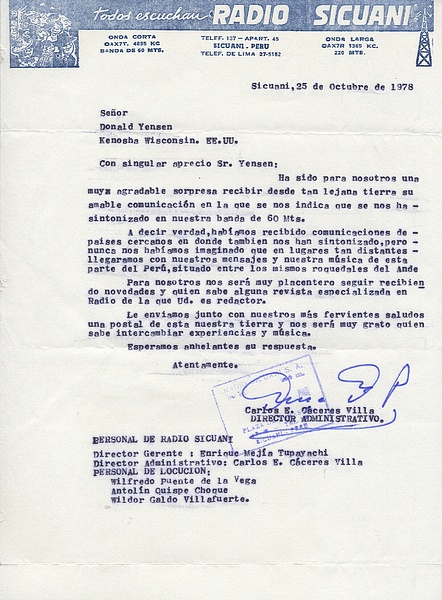 todos escuchan RADIO SICUANI
ONDA CORTA
OAX7T. 4835 KC
BANDA DE 60 MTS.
TELEF. 137 - APART. 45
SICUANI - PERU
TELEF. DE LIMA 27-5152
ONDA LARGA
OAX7R 1365 KC.
220 MTS.
Sicuani,25 de Octubre de 1978
Señor
Donald Yensen
Kenosha Wisconsin. EE.UU.
Con singular aprecio Sr. Yensen:
Ha sido para nosotros una
muy agradable sorpresa recibir desde tan lejana tierra su
amable comunicación en la que se nos indica que se nos ha-
sintonizado en nuestra banda de 60 Mts.
A decir verdad,habíamos recibido comunicaciones de-
paises cercanos en donde tambien nos han sintonizado,pero-
nunca nos habíamos imaginado que en lugares tan distantes-
llegaramos con nuestros mensajes y nuestra música de esta
parte del Perú,situado entre los mismos roquedales del Ande
Para nosotros nos será muy placentero seguir recibien
do novedades y quien sabe alguna revista especializada en
Radio de la que Ud. es redactor.
Le enviamos junto con nuestros más fervientes saludos
una postal de esta nuestra tierra y nos será muy grato quien
sabe intercambiar experiencias y música.
Esperamos anhelantes su respuesta.
Atentamente.
Carlos E. Cáceres Villa
DIRECTOR ADMINISTRATIVO.
PERSONAL DE RADIO SICUANI
Director Gerente : Enrique Mejía Tupayachi
Director Administrativo: Carlos E. Cáceres Villa
PERSONAL DE LOCUCION:
Wilfredo Puente de la Vega
Antolín Quispe Choque
Wildor Galdo Villafuerte.